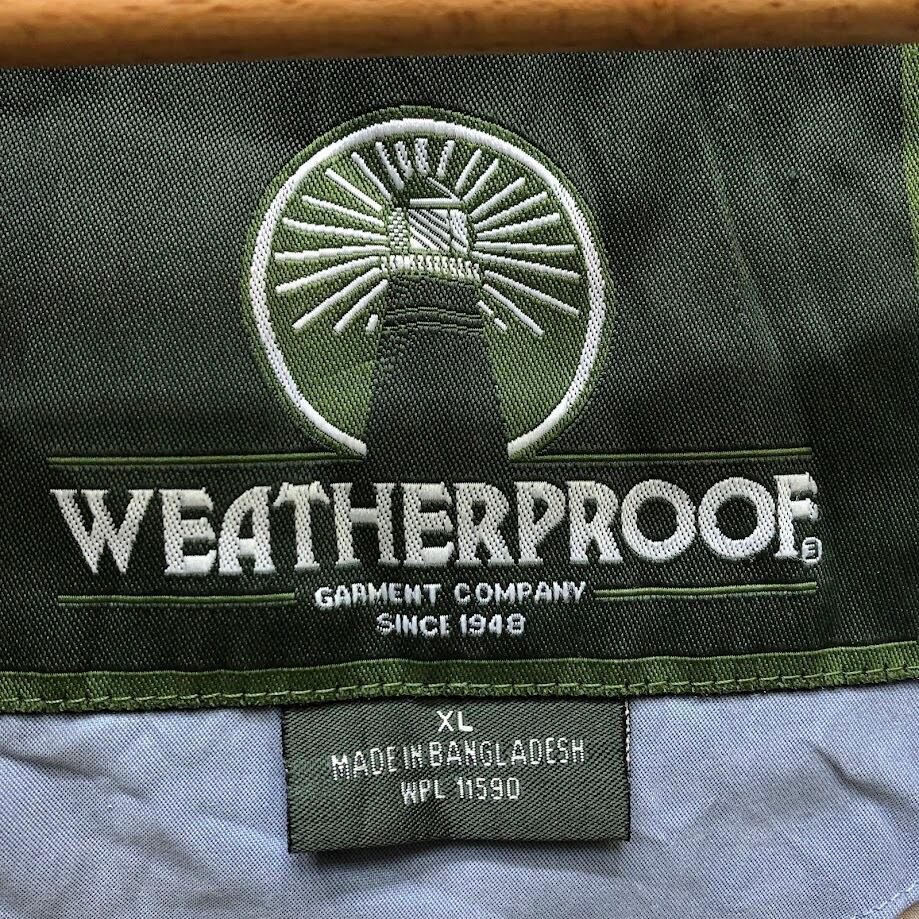 WEATHERPROOF®
GARMENT COMPANY
SINCE 1948
XL
MADE IN BANGLADESH
WPL 11590